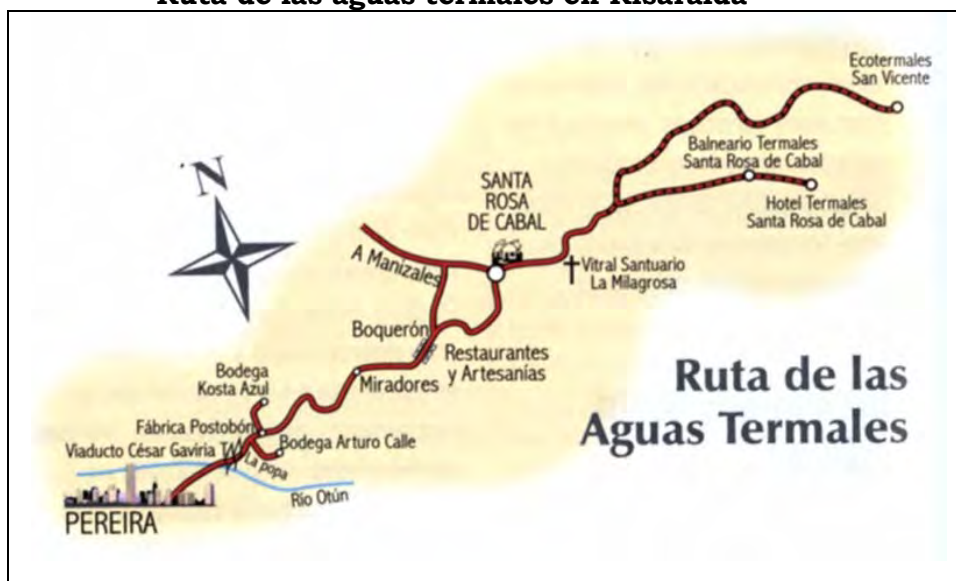 Ruta de las aguas termales en Risaralda
Ecotermales
San Vicente
Balneario Termales
Santa Rosa de Cabal
Hotel Termales
Santa Rosa de Cabal
N
SANTA
ROSA
DE CABAL
A Manizales
Vitral Santuario
La Milagrosa
Boquerón
Restaurantes
y Artesanías
Miradores
Bodega
Kosta Azul
Ruta de las
Aguas Termales
Fábrica Postobón
Bodega Arturo Calle
Viaducto César Gaviria
La popa
Río Otún
PEREIRA